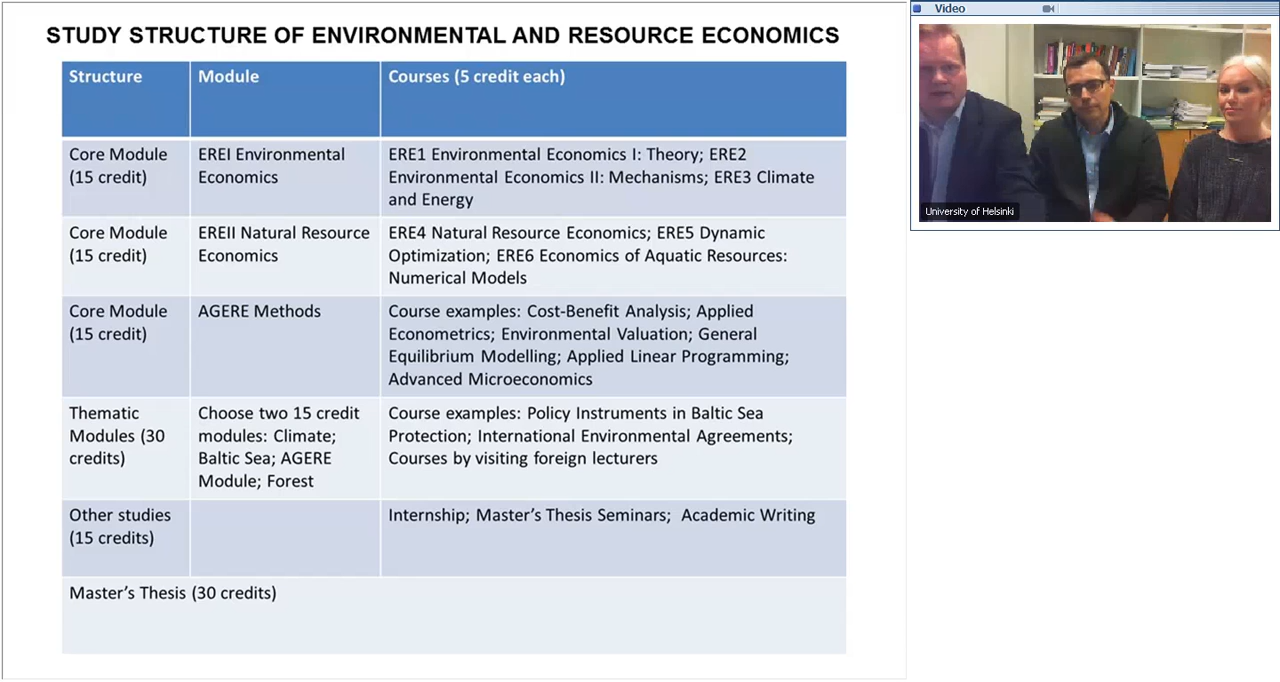 STUDY STRUCTURE OF ENVIRONMENTAL AND RESOURCE ECONOMICS
Structure
Module
Courses (5 credit each)
Core Module
(15 credit)
EREI Environmental
Economics
ERE1 Environmental Economics I: Theory; ERE2
Environmental Economics II: Mechanisms; ERE3 Climate
and Energy
Core Module
(15 credit)
EREII Natural Resource
Economics
ERE4 Natural Resource Economics; ERE5 Dynamic
Optimization; ERE6 Economics of Aquatic Resources:
Numerical Models
Core Module
(15 credit)
AGERE Methods
Course examples: Cost-Benefit Analysis; Applied
Econometrics; Environmental Valuation; General
Equilibrium Modelling; Applied Linear Programming;
Advanced Microeconomics
Thematic
Modules (30
credits)
Choose two 15 credit
modules: Climate;
Baltic Sea; AGERE
Module; Forest
Course examples: Policy Instruments in Baltic Sea
Protection; International Environmental Agreements;
Courses by visiting foreign lecturers
Other studies
(15 credits)
Internship; Master’s Thesis Seminars;  Academic Writing
Master’s Thesis (30 credits)
Video
University of Helsinki